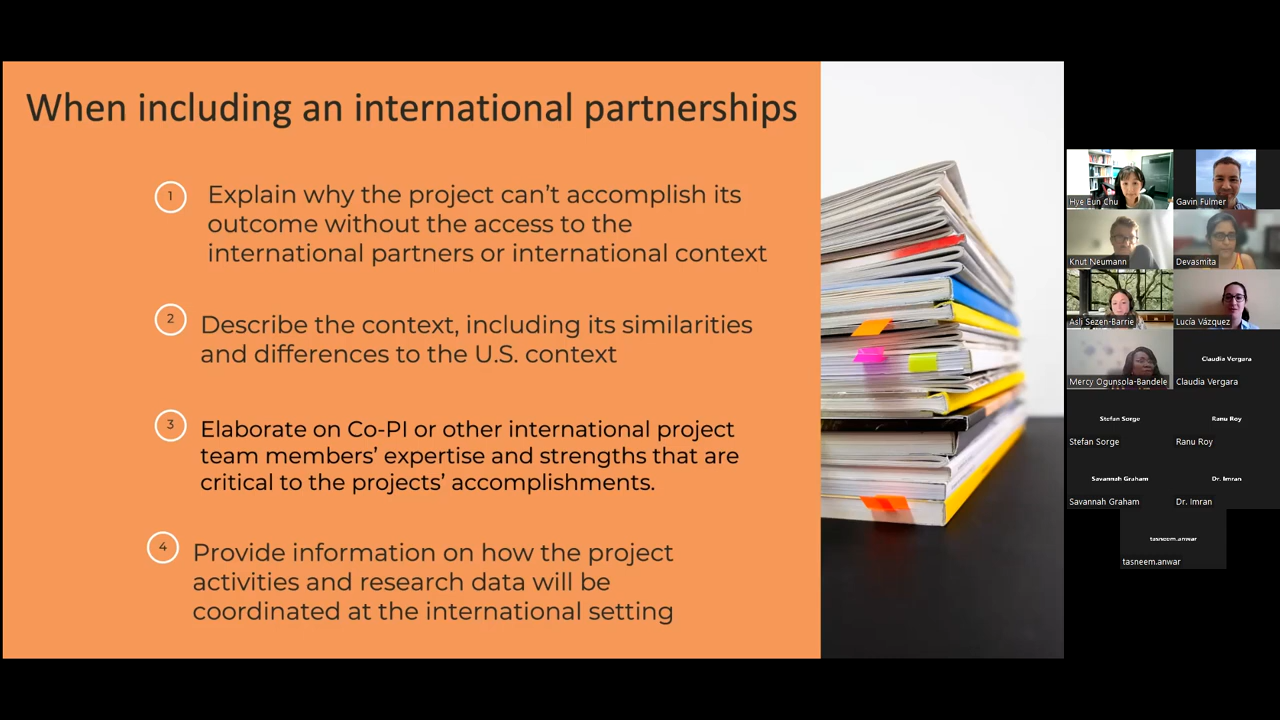 When including an international partnerships
1
Explain why the project can't accomplish its
outcome without the access to the
international partners or international context
2
Describe the context, including its similarities
and differences to the U.S. context
3
Elaborate on Co-PI or other international project
team members' expertise and strengths that are
critical to the projects' accomplishments.
4
Provide information on how the project
activities and research data will be
coordinated at the international setting
Hye Eun Chu
Gavin Fulmer
Knut Neumann
Devasmita
Asli Sezen-Barrie
Lucía Vázquez
Mercy Ogunsola-Bandele
Claudia Vergara
Claudia Vergara
Stefan Sorge
Stefan Sorge
Ranu Roy
Ranu Roy
Savannah Graham
Savannah Graham
Dr. Imran
Dr. Imran
tasneem.anwar
tasneem.anwar